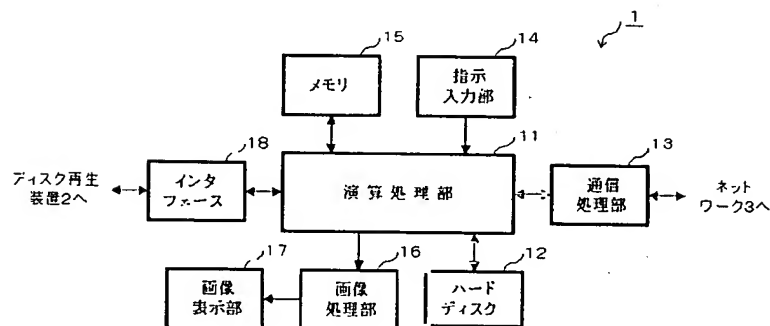 1
15
メモリ
14
指示
入力部
11
演算処理部
18
インタ
フェース
ディスク再生
装置2へ
13
通信
処理部
ネット
ワーク3へ
17
画像
表示部
16
画像
処理部
12
ハード
ディスク